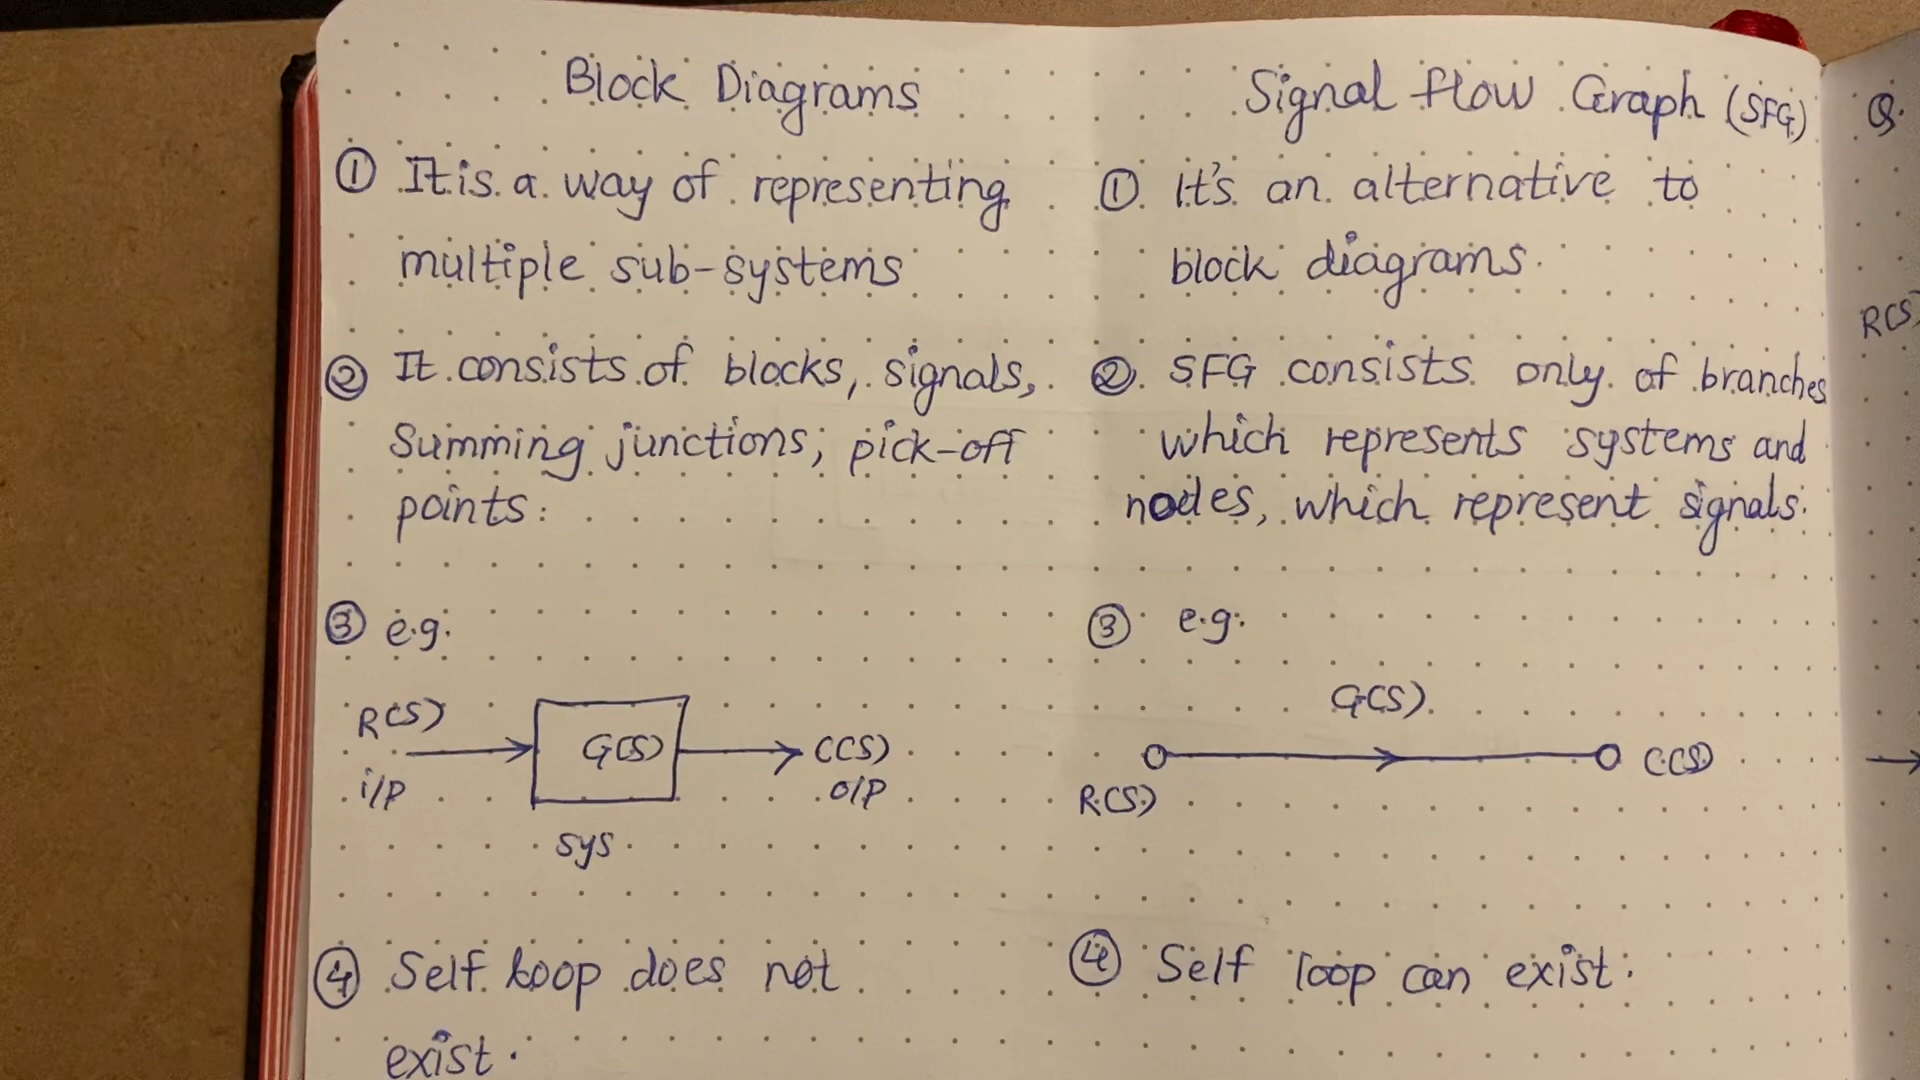 Block Diagrams
① It is a way of representing
multiple sub-systems
② It consists of blocks, signals,
Summing junctions, pick-off
points.
③ e.g.
R(S)
i/p
G(S)
C(S)
o/p
sys
④ Self loop does not
exist.
Signal flow Graph (SFG)
① It's an alternative to
block diagrams.
② SFG consists only of branches
which represents systems and
nodes, which represent signals.
③ e.g.
G(S)
R(S)
C(S)
④ Self loop can exist.
Q.
R(S)